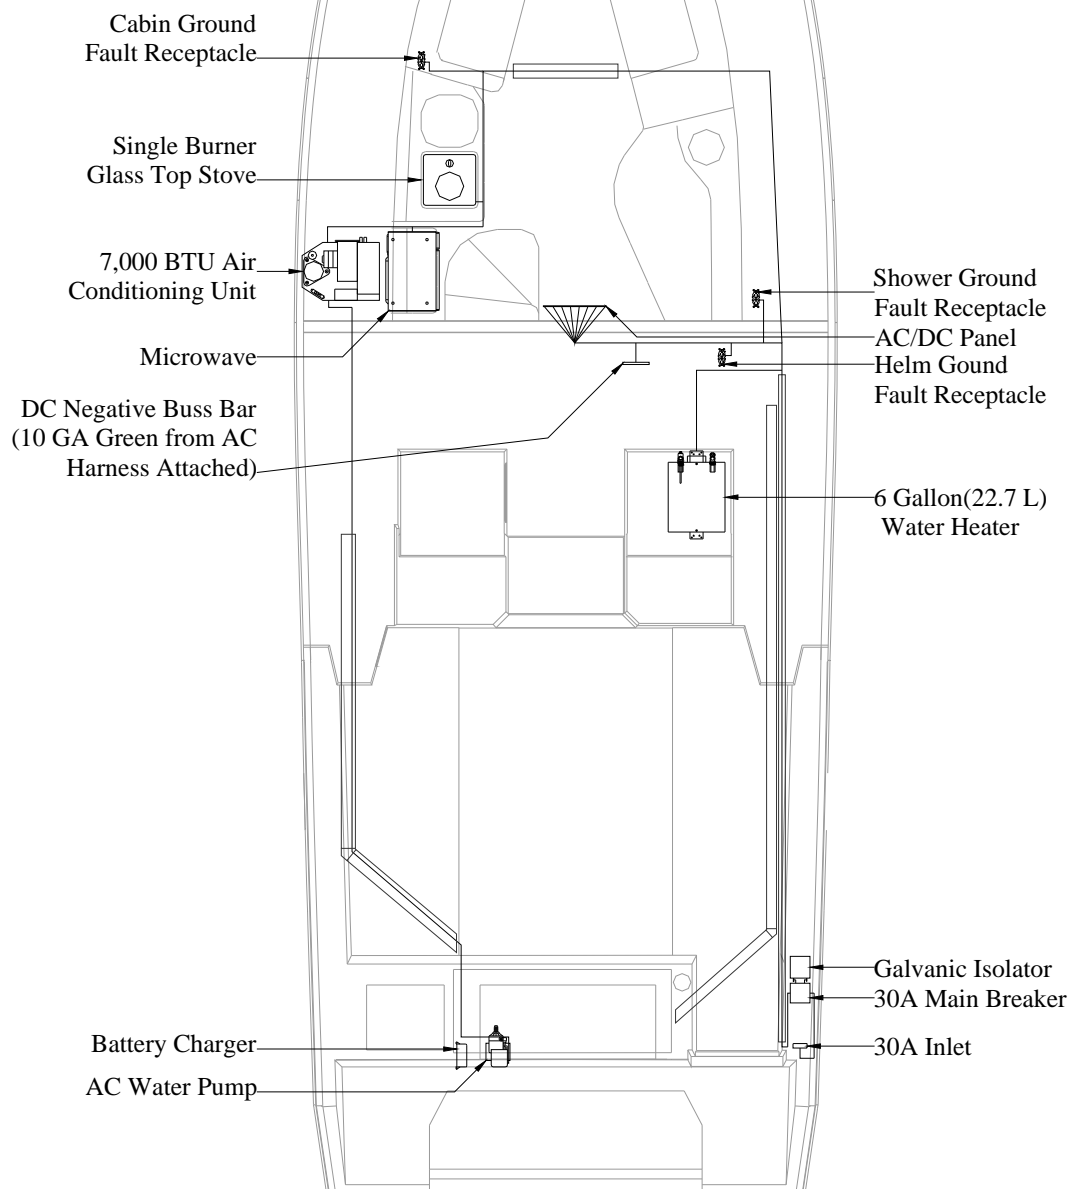 Cabin Ground
Fault Receptacle
Single Burner
Glass Top Stove
7,000 BTU Air
Conditioning Unit
Microwave
DC Negative Buss Bar
(10 GA Green from AC
Harness Attached)
Battery Charger
AC Water Pump
Shower Ground
Fault Receptacle
AC/DC Panel
Helm Gound
Fault Receptacle
6 Gallon(22.7 L)
Water Heater
Galvanic Isolator
30A Main Breaker
30A Inlet